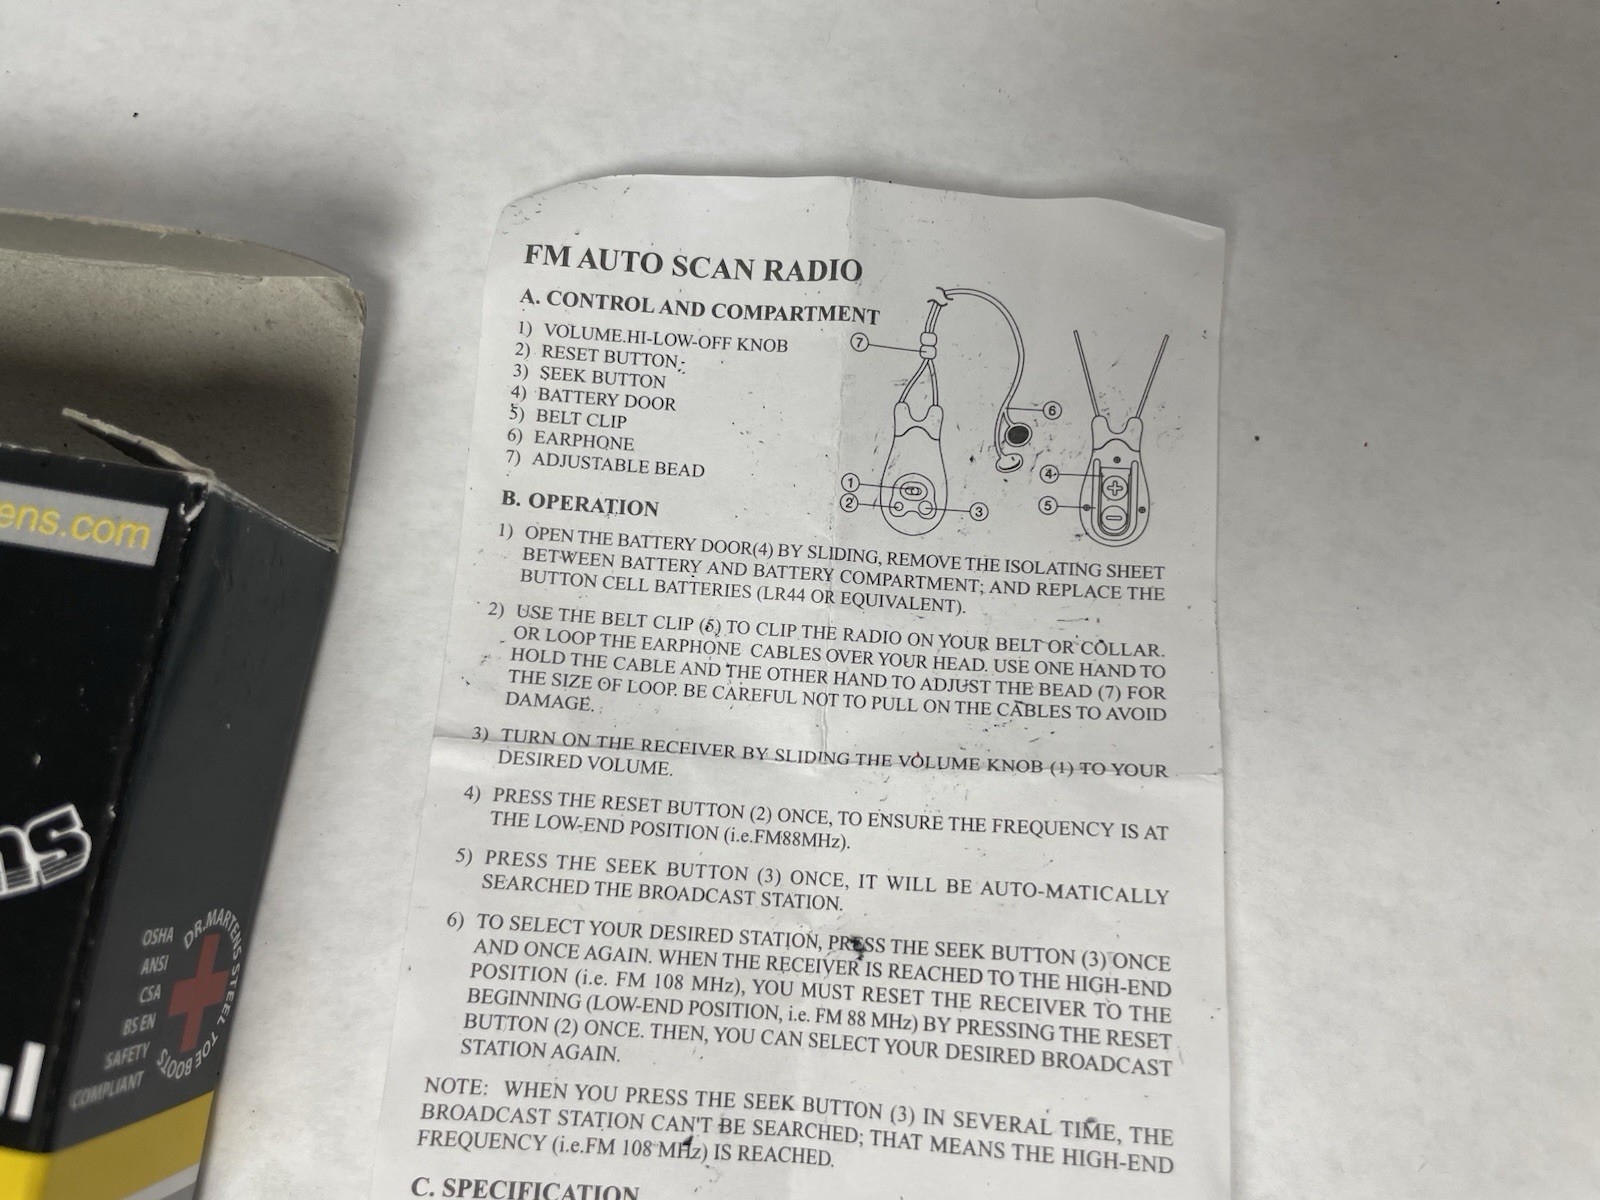 FM AUTO SCAN RADIO
A. CONTROL AND COMPARTMENT
1) VOLUME.HI-LOW-OFF KNOB
2) RESET BUTTON
3) SEEK BUTTON
4) BATTERY DOOR
5) BELT CLIP
6) EARPHONE
7) ADJUSTABLE BEAD
7
6
1
2
3
4
5
B. OPERATION
1) OPEN THE BATTERY DOOR(4) BY SLIDING, REMOVE THE ISOLATING SHEET
BETWEEN BATTERY AND BATTERY COMPARTMENT; AND REPLACE THE
BUTTON CELL BATTERIES (LR44 OR EQUIVALENT).
2) USE THE BELT CLIP (5) TO CLIP THE RADIO ON YOUR BELT OR COLLAR.
OR LOOP THE EARPHONE CABLES OVER YOUR HEAD. USE ONE HAND TO
HOLD THE CABLE AND THE OTHER HAND TO ADJUST THE BEAD (7) FOR
THE SIZE OF LOOP. BE CAREFUL NOT TO PULL ON THE CABLES TO AVOID
DAMAGE.
3) TURN ON THE RECEIVER BY SLIDING THE VOLUME KNOB (1) TO YOUR
DESIRED VOLUME.
4) PRESS THE RESET BUTTON (2) ONCE, TO ENSURE THE FREQUENCY IS AT
THE LOW-END POSITION (i.e.FM88MHz).
5) PRESS THE SEEK BUTTON (3) ONCE, IT WILL BE AUTO-MATICALLY
SEARCHED THE BROADCAST STATION.
6) TO SELECT YOUR DESIRED STATION, PRESS THE SEEK BUTTON (3) ONCE
AND ONCE AGAIN. WHEN THE RECEIVER IS REACHED TO THE HIGH-END
POSITION (i.e. FM 108 MHz), YOU MUST RESET THE RECEIVER TO THE
BEGINNING (LOW-END POSITION, i.e. FM 88 MHz) BY PRESSING THE RESET
BUTTON (2) ONCE. THEN, YOU CAN SELECT YOUR DESIRED BROADCAST
STATION AGAIN.
NOTE: WHEN YOU PRESS THE SEEK BUTTON (3) IN SEVERAL TIME, THE
BROADCAST STATION CAN'T BE SEARCHED; THAT MEANS THE HIGH-END
FREQUENCY (i.e.FM 108 MHz) IS REACHED.
C. SPECIFICATION
ens.com
ns
OSHA
ANSI
CSA
BS EN
SAFETY
COMPLIANT
DR.MARTENS STEEL TOE BOOTS